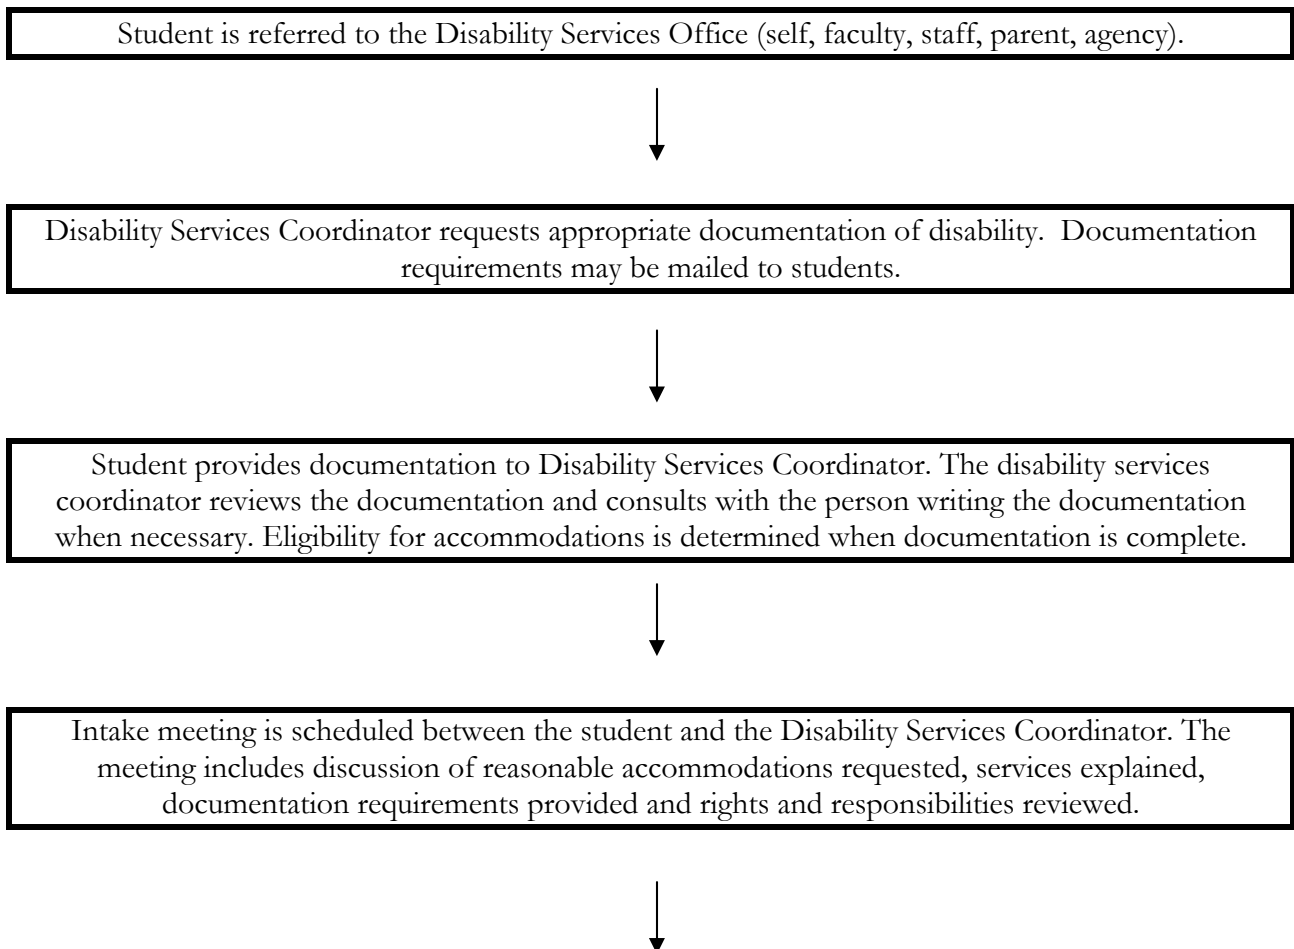 Student is referred to the Disability Services Office (self, faculty, staff, parent, agency).
Disability Services Coordinator requests appropriate documentation of disability.  Documentation
requirements may be mailed to students.
Student provides documentation to Disability Services Coordinator. The disability services
coordinator reviews the documentation and consults with the person writing the documentation
when necessary. Eligibility for accommodations is determined when documentation is complete.
Intake meeting is scheduled between the student and the Disability Services Coordinator. The
meeting includes discussion of reasonable accommodations requested, services explained,
documentation requirements provided and rights and responsibilities reviewed.